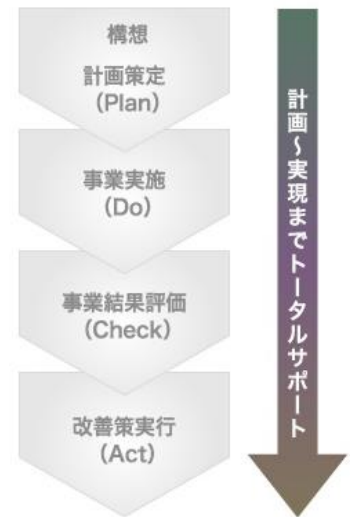 構想
計画策定
（Plan）
事業実施
（Do）
事業結果評価
（Check）
改善策実行
（Act）
計画～実現までトータルサポート